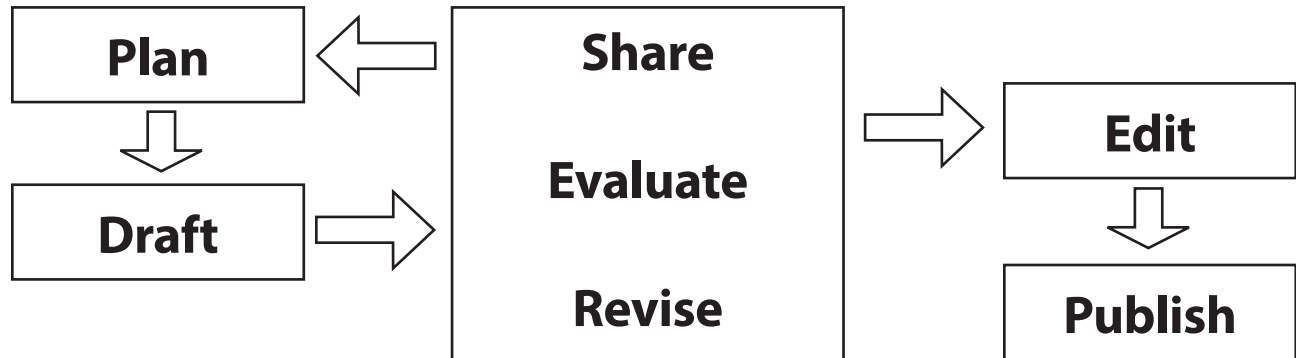 Plan
Draft
Share
Evaluate
Revise
Edit
Publish